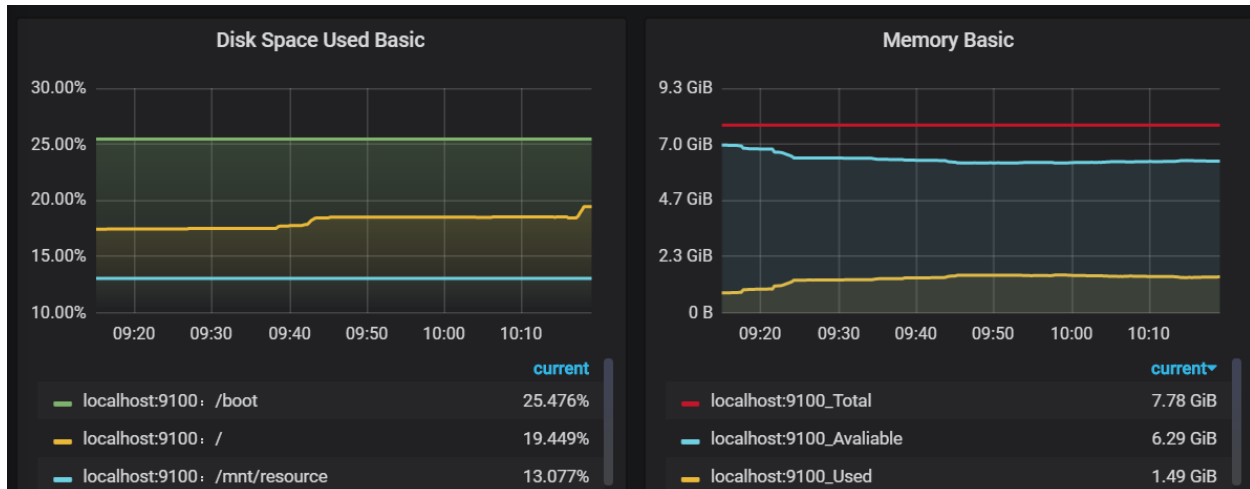 Disk Space Used Basic
30.00%
25.00%
20.00%
15.00%
10.00%
09:20 09:30 09:40 09:50 10:00 10:10
current
localhost:9100：/boot 25.476%
localhost:9100：/ 19.449%
localhost:9100：/mnt/resource 13.077%
Memory Basic
9.3 GiB
7.0 GiB
4.7 GiB
2.3 GiB
0 B
09:20 09:30 09:40 09:50 10:00 10:10
current
localhost:9100_Total 7.78 GiB
localhost:9100_Avaliable 6.29 GiB
localhost:9100_Used 1.49 GiB